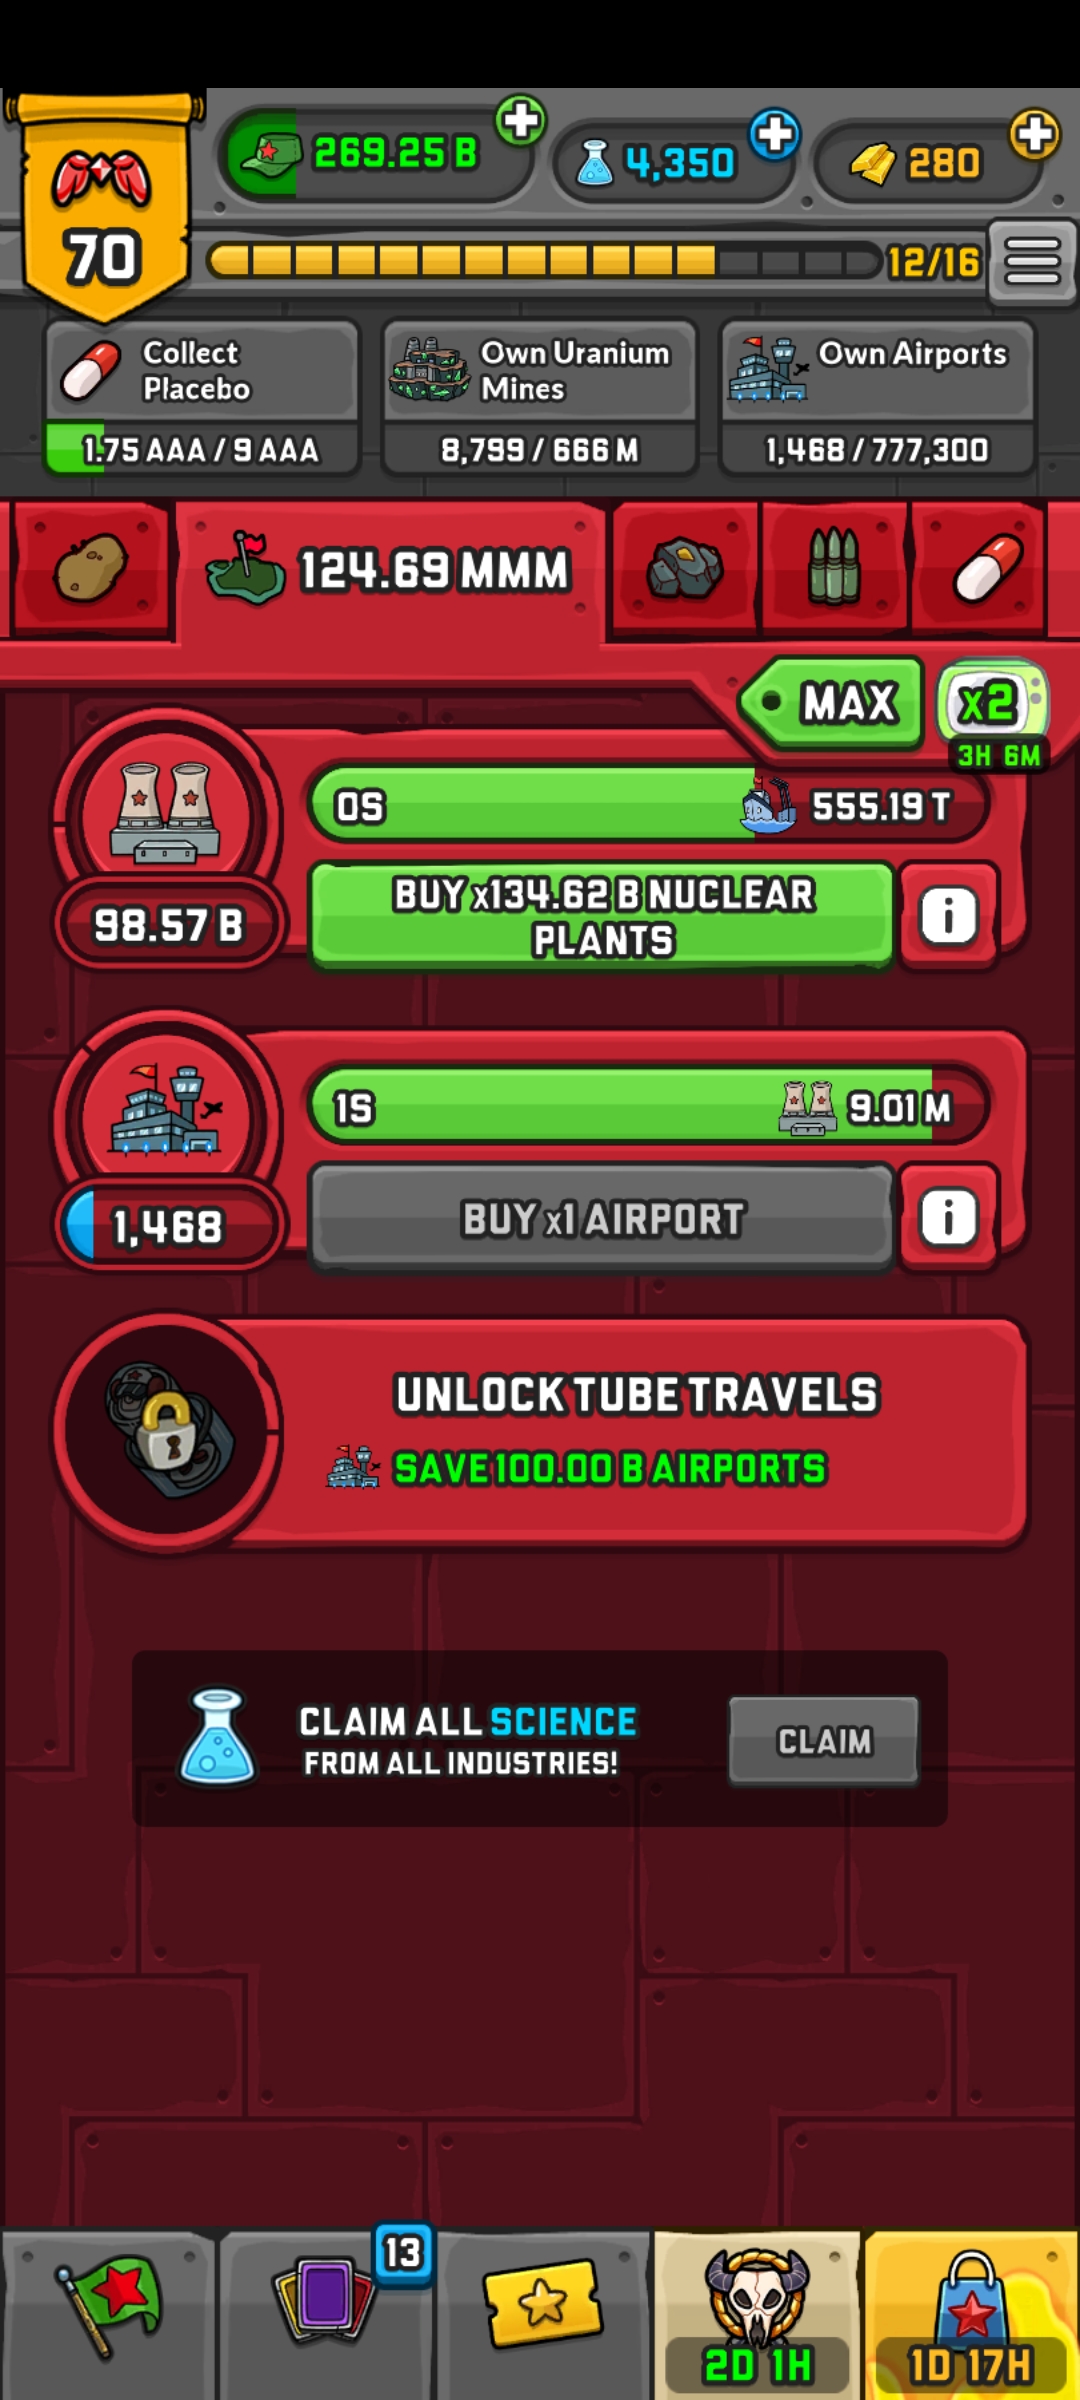 70
269.25 B
4,350
280
12/16
Collect
Placebo
1.75 AAA / 9 AAA
Own Uranium
Mines
8,799 / 666 M
Own Airports
1,468 / 777,300
124.69 MMM
MAX
x2
3H 6M
0S
555.19 T
98.57 B
BUY x134.62 B NUCLEAR
PLANTS
i
1S
9.01 M
1,468
BUY x1 AIRPORT
i
UNLOCK TUBE TRAVELS
SAVE 100.00 B AIRPORTS
CLAIM ALL SCIENCE
FROM ALL INDUSTRIES!
CLAIM
13
2D 1H
1D 17H